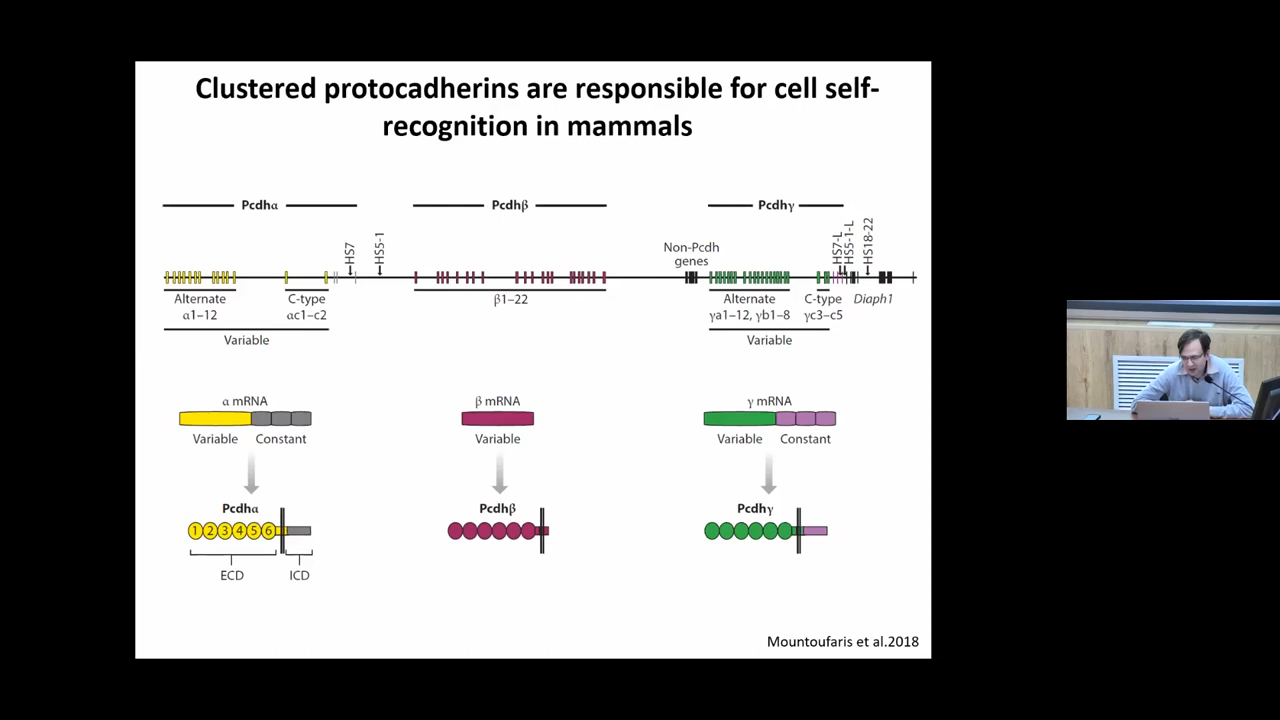 Clustered protocadherins are responsible for cell self-
recognition in mammals
Pcdhα
Pcdhβ
Pcdhγ
HS7
HS5-1
Non-Pcdh
genes
HS7-L
HS5-1-L
HS18-22
Alternate
α1–12
C-type
αc1–c2
β1–22
Alternate
γa1–12, γb1–8
C-type
γc3–c5
Diaph1
Variable
Variable
α mRNA
β mRNA
γ mRNA
Variable
Constant
Variable
Variable
Constant
Pcdhα
Pcdhβ
Pcdhγ
1 2 3 4 5 6
ECD
ICD
Mountoufaris et al.2018